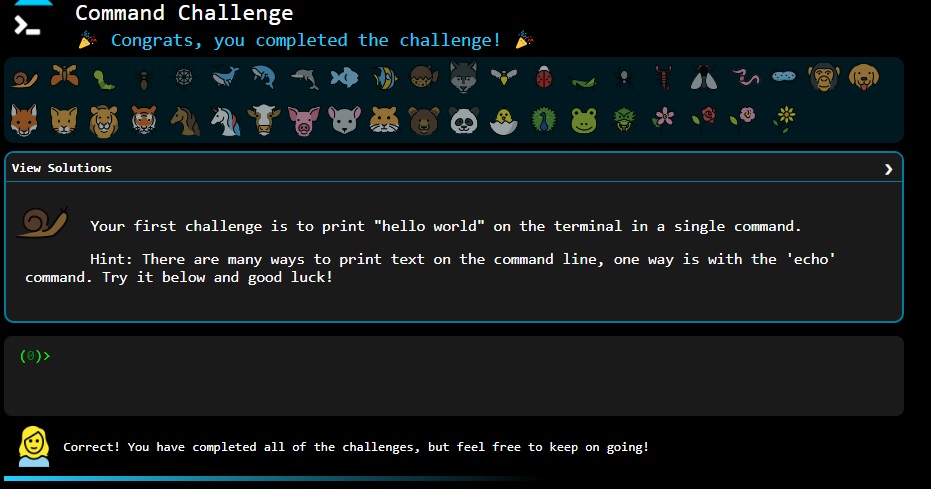 Command Challenge
🎉 Congrats, you completed the challenge! 🎉
View Solutions
Your first challenge is to print "hello world" on the terminal in a single command.
Hint: There are many ways to print text on the command line, one way is with the 'echo'
command. Try it below and good luck!
(0)>
Correct! You have completed all of the challenges, but feel free to keep on going!